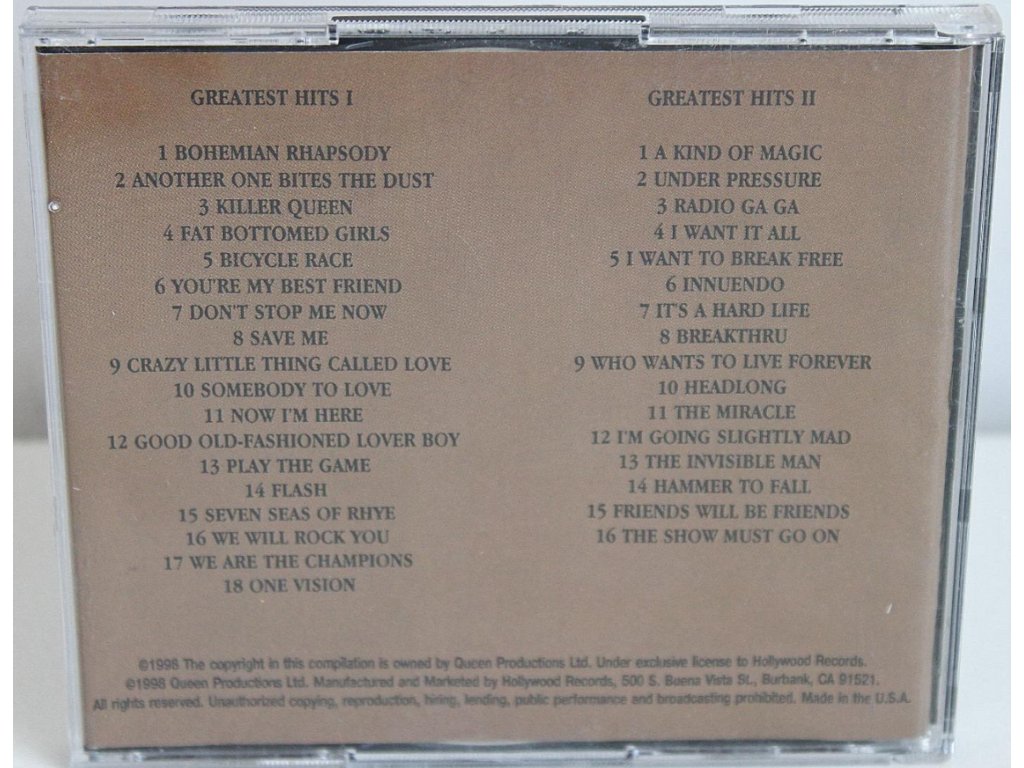 GREATEST HITS I
1 BOHEMIAN RHAPSODY
2 ANOTHER ONE BITES THE DUST
3 KILLER QUEEN
4 FAT BOTTOMED GIRLS
5 BICYCLE RACE
6 YOU'RE MY BEST FRIEND
7 DON'T STOP ME NOW
8 SAVE ME
9 CRAZY LITTLE THING CALLED LOVE
10 SOMEBODY TO LOVE
11 NOW I'M HERE
12 GOOD OLD-FASHIONED LOVER BOY
13 PLAY THE GAME
14 FLASH
15 SEVEN SEAS OF RHYE
16 WE WILL ROCK YOU
17 WE ARE THE CHAMPIONS
18 ONE VISION
GREATEST HITS II
1 A KIND OF MAGIC
2 UNDER PRESSURE
3 RADIO GA GA
4 I WANT IT ALL
5 I WANT TO BREAK FREE
6 INNUENDO
7 IT'S A HARD LIFE
8 BREAKTHRU
9 WHO WANTS TO LIVE FOREVER
10 HEADLONG
11 THE MIRACLE
12 I'M GOING SLIGHTLY MAD
13 THE INVISIBLE MAN
14 HAMMER TO FALL
15 FRIENDS WILL BE FRIENDS
16 THE SHOW MUST GO ON
©1998 The copyright in this compilation is owned by Queen Productions Ltd. Under exclusive license to Hollywood Records.
©1998 Queen Productions Ltd. Manufactured and Marketed by Hollywood Records, 500 S. Buena Vista St., Burbank, CA 91521.
All rights reserved. Unauthorized copying, reproduction, hiring, lending, public performance and broadcasting prohibited. Made in the U.S.A.